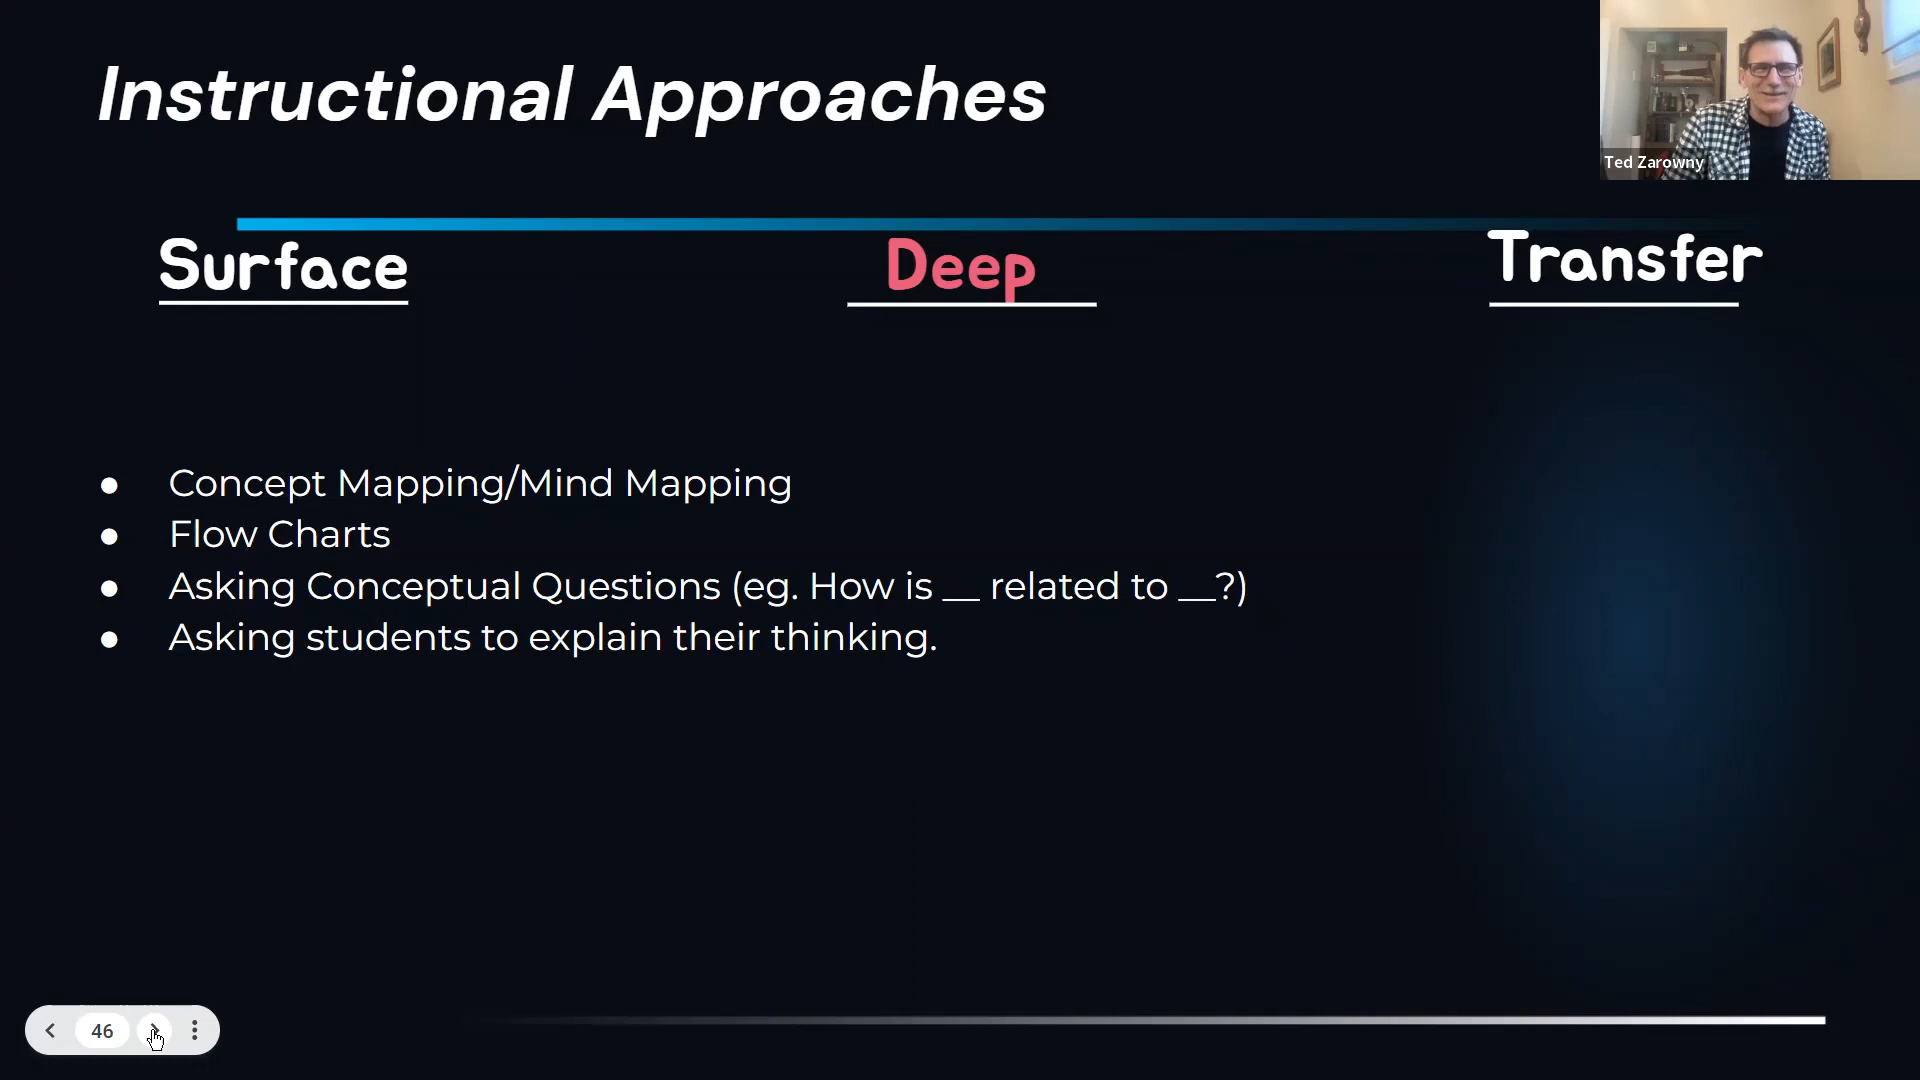 Instructional Approaches
Ted Zarowny
Surface Deep Transfer
● Concept Mapping/Mind Mapping
● Flow Charts
● Asking Conceptual Questions (eg. How is __ related to __?)
● Asking students to explain their thinking.
46